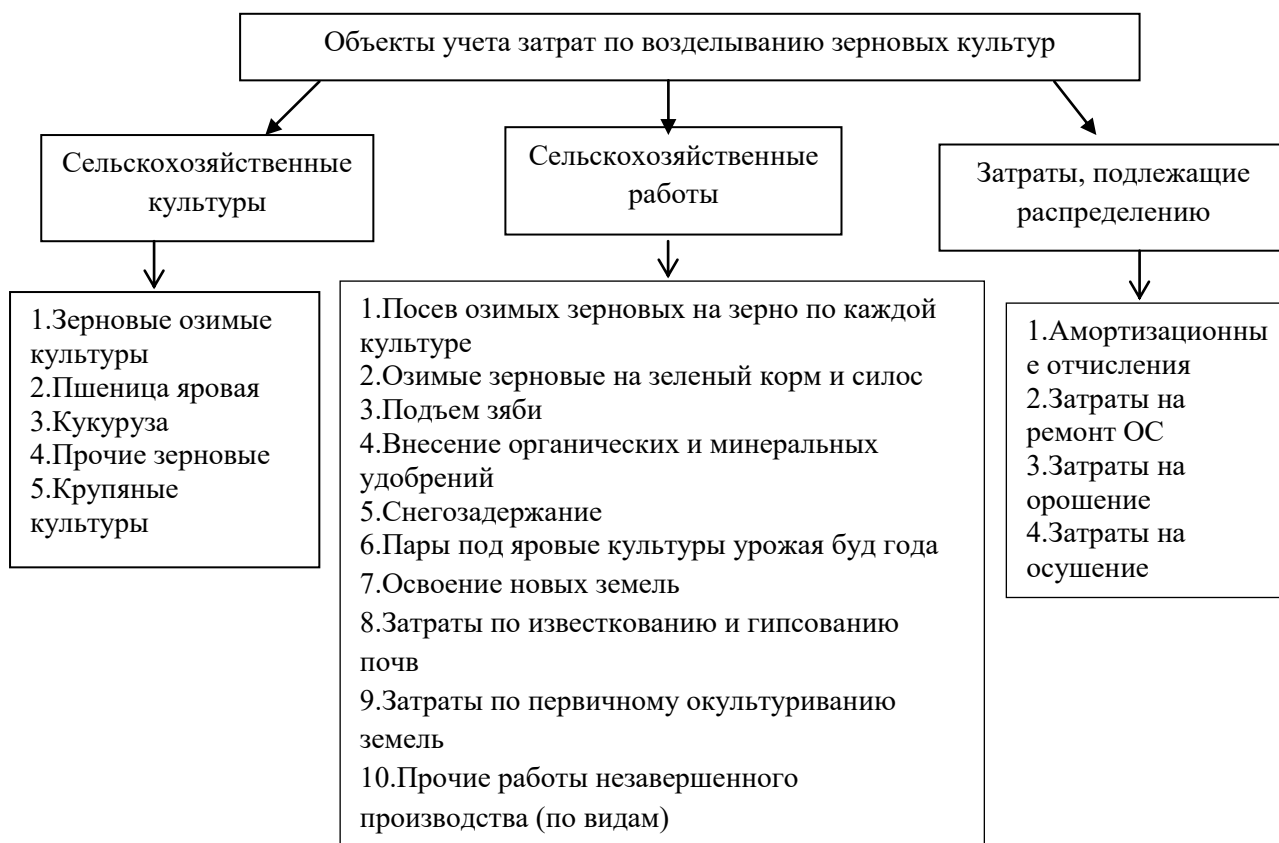 Объекты учета затрат по возделыванию зерновых культур
Сельскохозяйственные
культуры
Сельскохозяйственные
работы
Затраты, подлежащие
распределению
1.Зерновые озимые
культуры
2.Пшеница яровая
3.Кукуруза
4.Прочие зерновые
5.Крупяные
культуры
1.Посев озимых зерновых на зерно по каждой
культуре
2.Озимые зерновые на зеленый корм и силос
3.Подъем зяби
4.Внесение органических и минеральных
удобрений
5.Снегозадержание
6.Пары под яровые культуры урожая буд года
7.Освоение новых земель
8.Затраты по известкованию и гипсованию
почв
9.Затраты по первичному окультуриванию
земель
10.Прочие работы незавершенного
производства (по видам)
1.Амортизационны
е отчисления
2.Затраты на
ремонт ОС
3.Затраты на
орошение
4.Затраты на
осушение